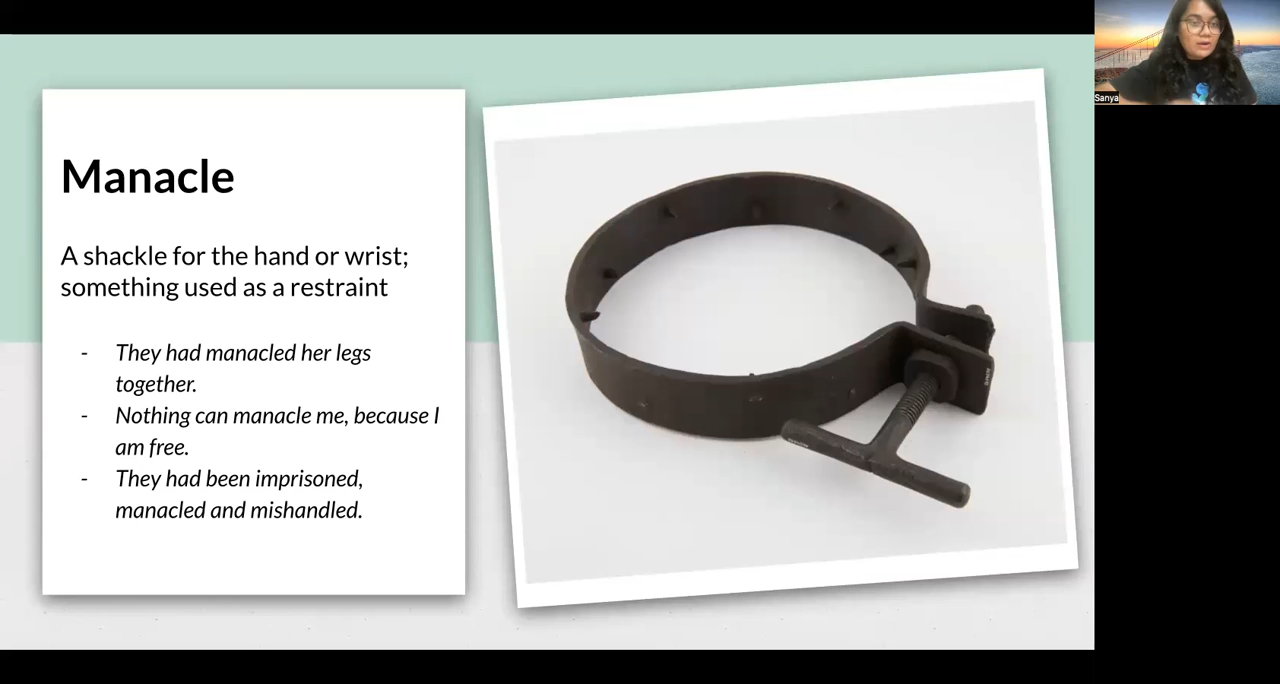 Manacle
A shackle for the hand or wrist;
something used as a restraint
- They had manacled her legs
together.
- Nothing can manacle me, because I
am free.
- They had been imprisoned,
manacled and mishandled.
Sanya